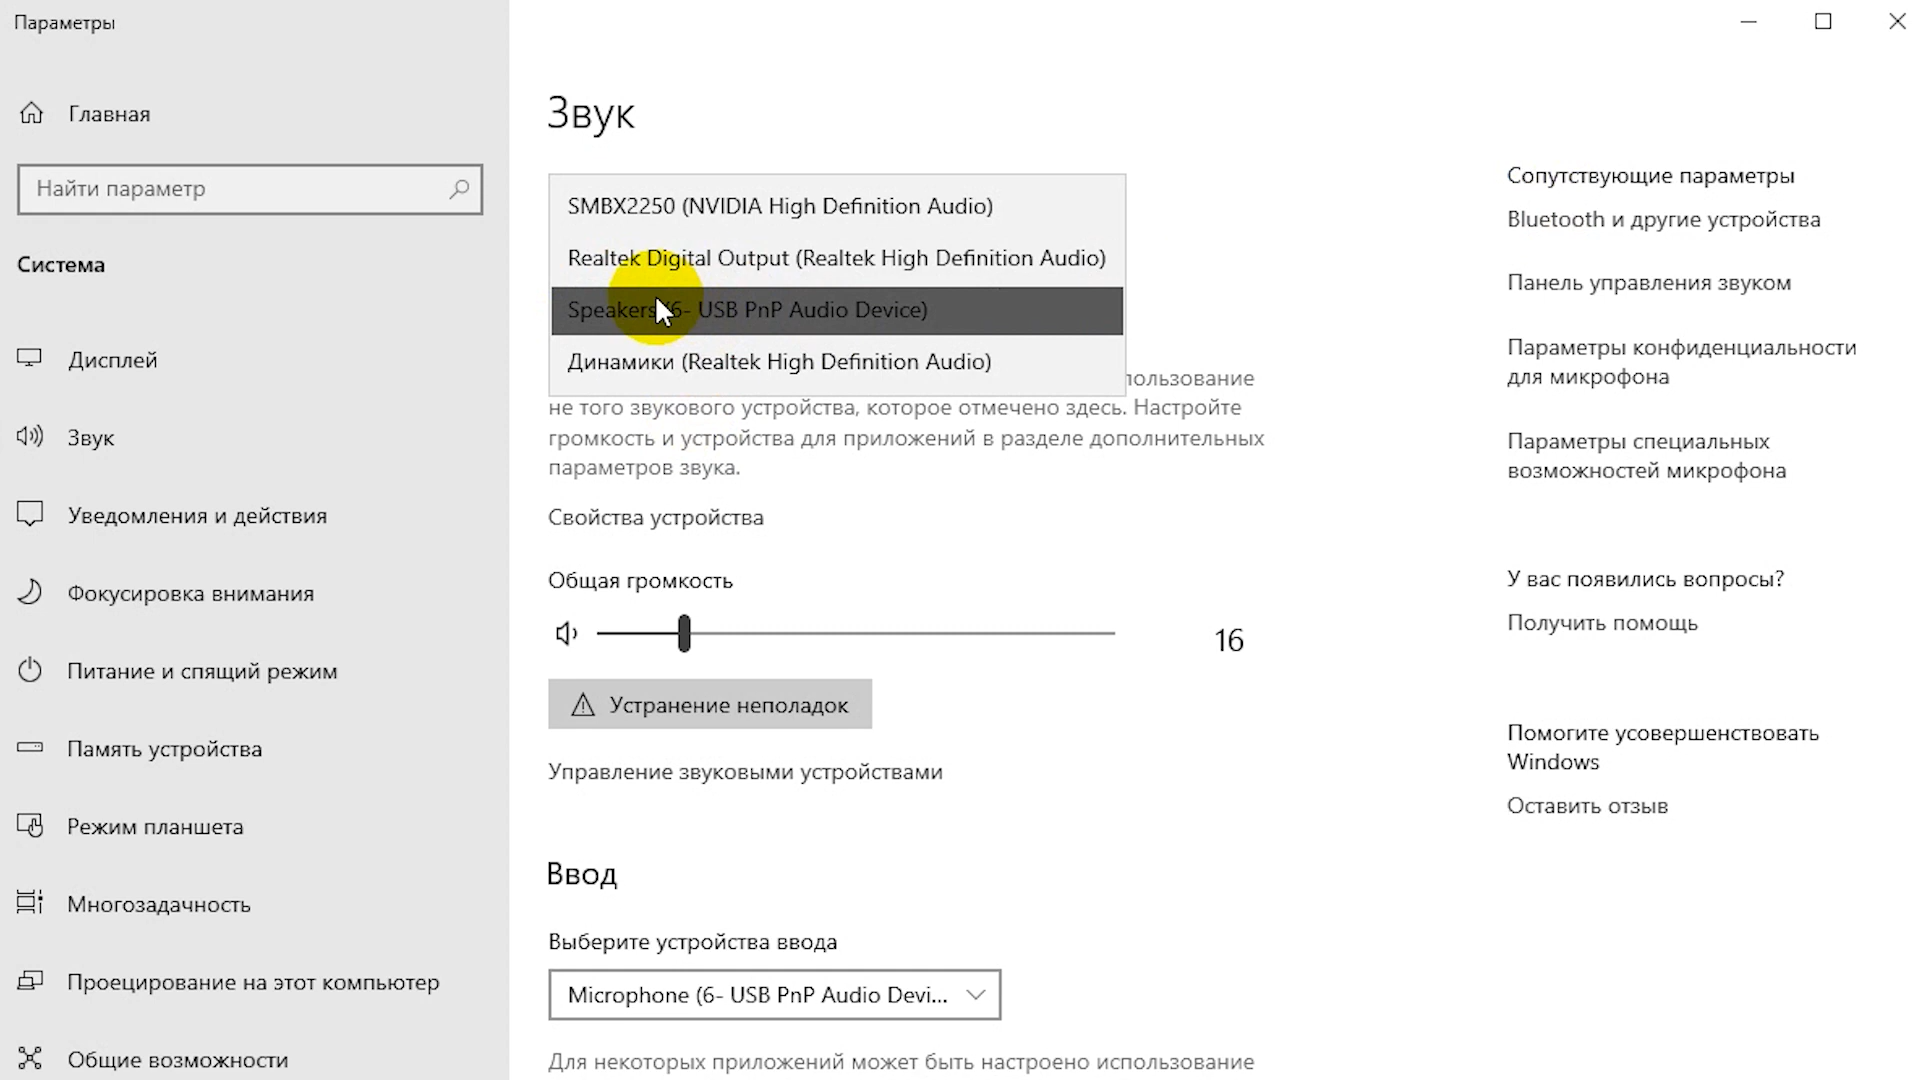 Параметры
Главная
Найти параметр
Система
Дисплей
Звук
Уведомления и действия
Фокусировка внимания
Питание и спящий режим
Память устройства
Режим планшета
Многозадачность
Проецирование на этот компьютер
Общие возможности
Звук
SMBX2250 (NVIDIA High Definition Audio)
Realtek Digital Output (Realtek High Definition Audio)
Speakers (6- USB PnP Audio Device)
Динамики (Realtek High Definition Audio)
пользование
не того звукового устройства, которое отмечено здесь. Настройте
громкость и устройства для приложений в разделе дополнительных
параметров звука.
Свойства устройства
Общая громкость
16
Устранение неполадок
Управление звуковыми устройствами
Ввод
Выберите устройства ввода
Microphone (6- USB PnP Audio Devi...
Для некоторых приложений может быть настроено использование
Сопутствующие параметры
Bluetooth и другие устройства
Панель управления звуком
Параметры конфиденциальности
для микрофона
Параметры специальных
возможностей микрофона
У вас появились вопросы?
Получить помощь
Помогите усовершенствовать
Windows
Оставить отзыв